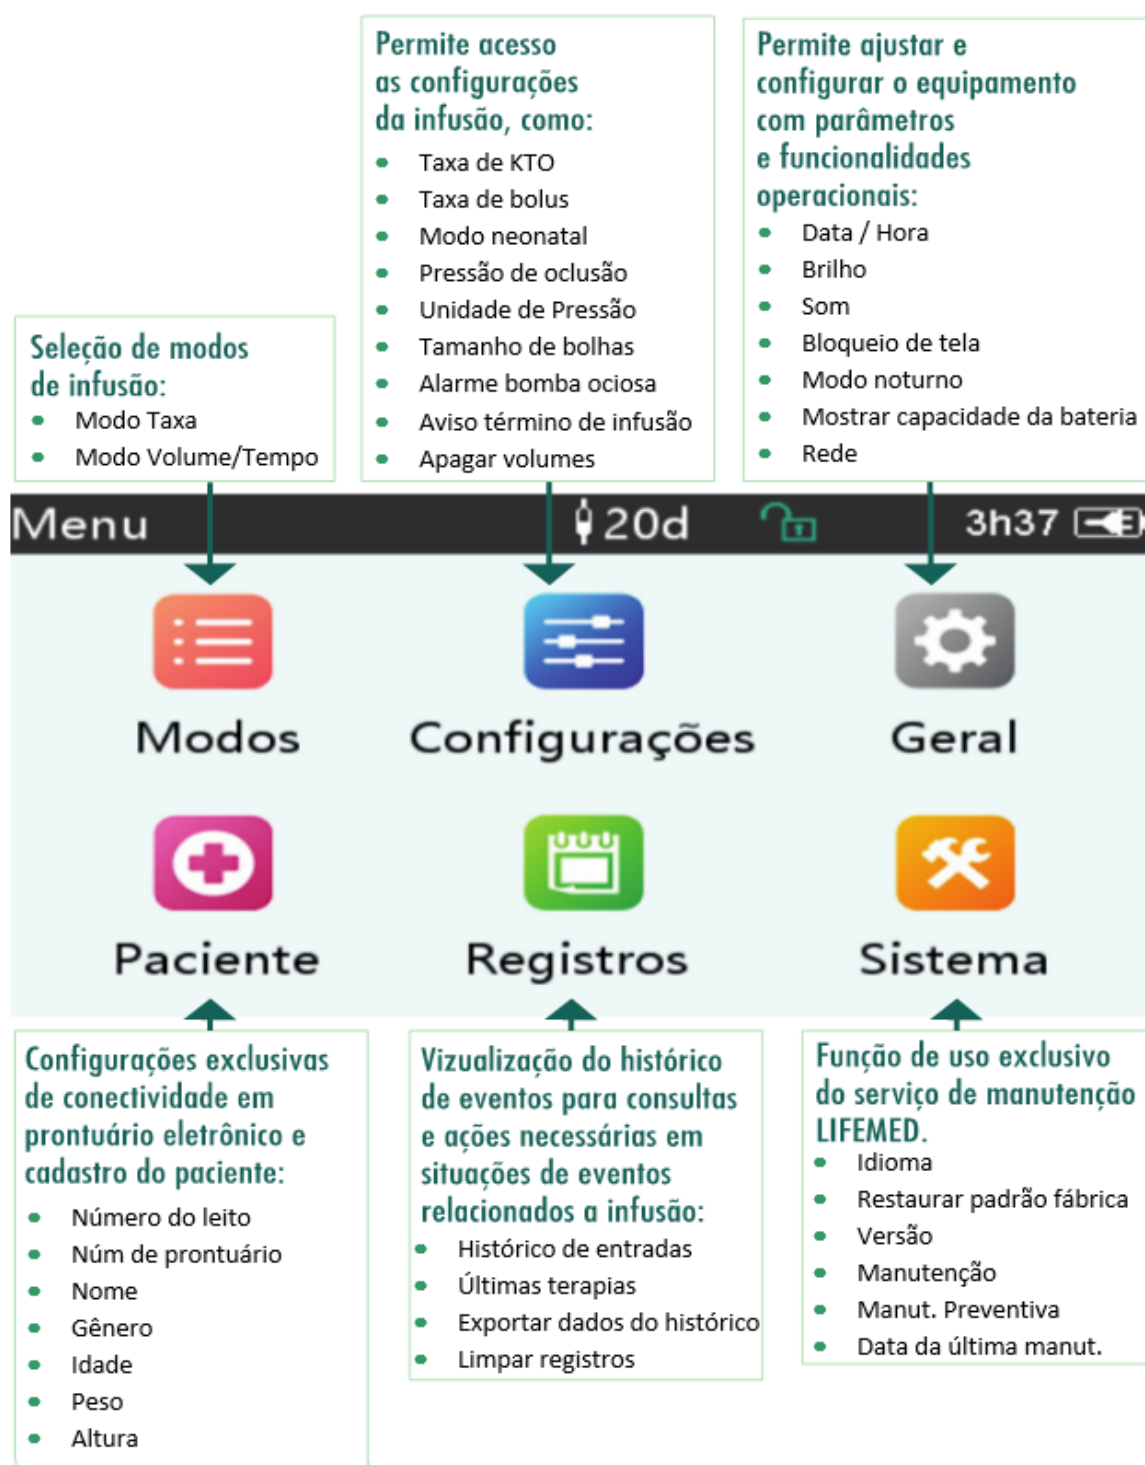 Permite acesso
as configurações
da infusão, como:
Taxa de KTO
Taxa de bolus
Modo neonatal
Pressão de oclusão
Unidade de Pressão
Tamanho de bolhas
Alarme bomba ociosa
Aviso término de infusão
Apagar volumes
Permite ajustar e
configurar o equipamento
com parâmetros
e funcionalidades
operacionais:
Data / Hora
Brilho
Som
Bloqueio de tela
Modo noturno
Mostrar capacidade da bateria
Rede
Seleção de modos
de infusão:
Modo Taxa
Modo Volume/Tempo
Menu 20d 3h37
Modos Configurações Geral
Paciente Registros Sistema
Configurações exclusivas
de conectividade em
prontuário eletrônico e
cadastro do paciente:
Número do leito
Núm de prontuário
Nome
Gênero
Idade
Peso
Altura
Vizualização do histórico
de eventos para consultas
e ações necessárias em
situações de eventos
relacionados a infusão:
Histórico de entradas
Últimas terapias
Exportar dados do histórico
Limpar registros
Função de uso exclusivo
do serviço de manutenção
LIFEMED.
Idioma
Restaurar padrão fábrica
Versão
Manutenção
Manut. Preventiva
Data da última manut.